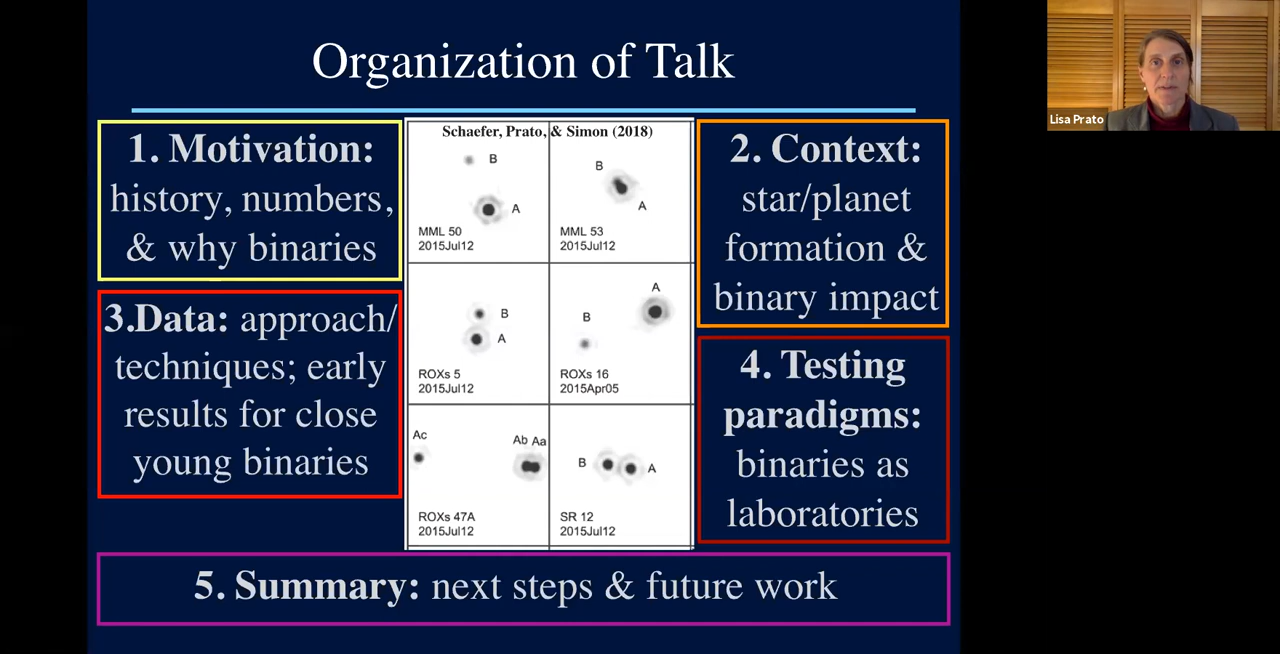 Organization of Talk
1. Motivation:
history, numbers,
& why binaries
3.Data: approach/
techniques; early
results for close
young binaries
Schaefer, Prato, & Simon (2018)
B
A
MML 50
2015Jul12
B
A
MML 53
2015Jul12
B
A
ROXs 5
2015Jul12
A
B
ROXs 16
2015Apr05
Ac
Ab Aa
ROXs 47A
2015Jul12
B
A
SR 12
2015Jul12
2. Context:
star/planet
formation &
binary impact
4. Testing
paradigms:
binaries as
laboratories
5. Summary: next steps & future work
Lisa Prato